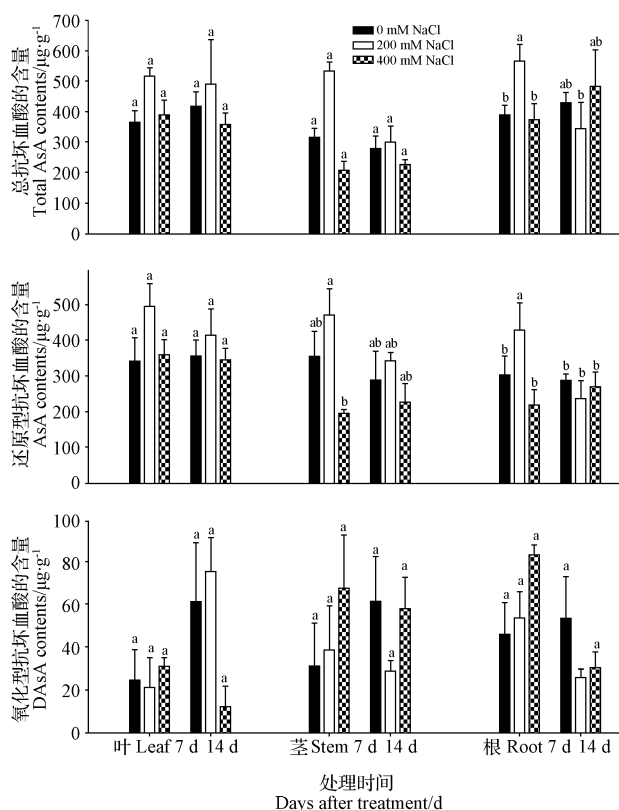 总抗坏血酸的含量
Total AsA contents/μg·g-1
700
600
500
400
300
200
100
0
0 mM NaCl
200 mM NaCl
400 mM NaCl
a a a a a a
a a a a a a
b a b ab b ab
还原型抗坏血酸的含量
AsA contents/μg·g-1
500
400
300
200
100
0
a a a a a a
ab a b ab ab ab
b a b b b b
氧化型抗坏血酸的含量
DAsA contents/μg·g-1
100
80
60
40
20
0
a a a a a a
a a a a a a
a a a a a a
叶 Leaf 7 d 14 d 茎 Stem 7 d 14 d 根 Root 7 d 14 d
处理时间
Days after treatment/d